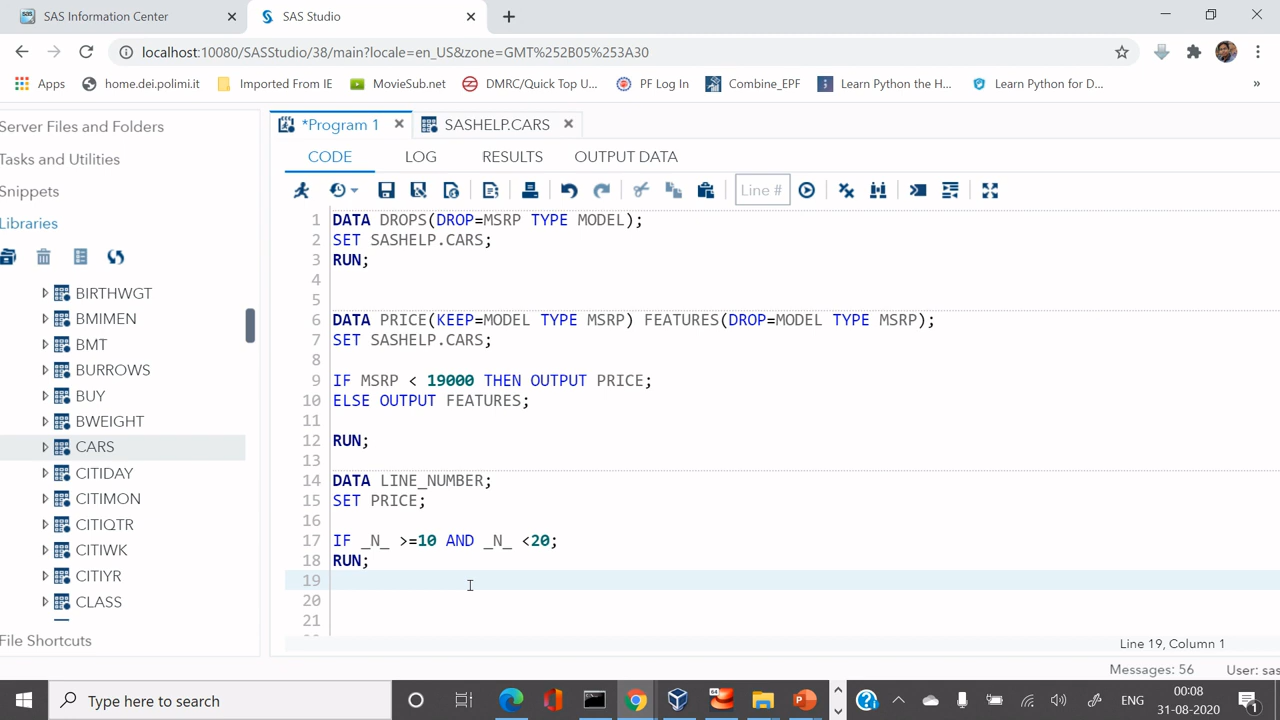 SAS Information Center
SAS Studio
localhost:10080/SASStudio/38/main?locale=en_US&zone=GMT%252B05%253A30
Apps
home.dei.polimi.it
Imported From IE
MovieSub.net
DMRC/Quick Top U...
PF Log In
Combine_EPF
Learn Python the H...
Learn Python for D...
»
Server Files and Folders
Tasks and Utilities
Snippets
Libraries
BIRTHWGT
BMIMEN
BMT
BURROWS
BUY
BWEIGHT
CARS
CITIDAY
CITIMON
CITIQTR
CITIWK
CITIYR
CLASS
File Shortcuts
*Program 1
SASHELP.CARS
CODE LOG RESULTS OUTPUT DATA
Line #
1 DATA DROPS(DROP=MSRP TYPE MODEL);
2 SET SASHELP.CARS;
3 RUN;
4
5
6 DATA PRICE(KEEP=MODEL TYPE MSRP) FEATURES(DROP=MODEL TYPE MSRP);
7 SET SASHELP.CARS;
8
9 IF MSRP < 19000 THEN OUTPUT PRICE;
10 ELSE OUTPUT FEATURES;
11
12 RUN;
13
14 DATA LINE_NUMBER;
15 SET PRICE;
16
17 IF _N_ >=10 AND _N_ <20;
18 RUN;
19
20
21
Line 19, Column 1
Messages: 56 User: sas
Type here to search
ENG
00:08
31-08-2020
1